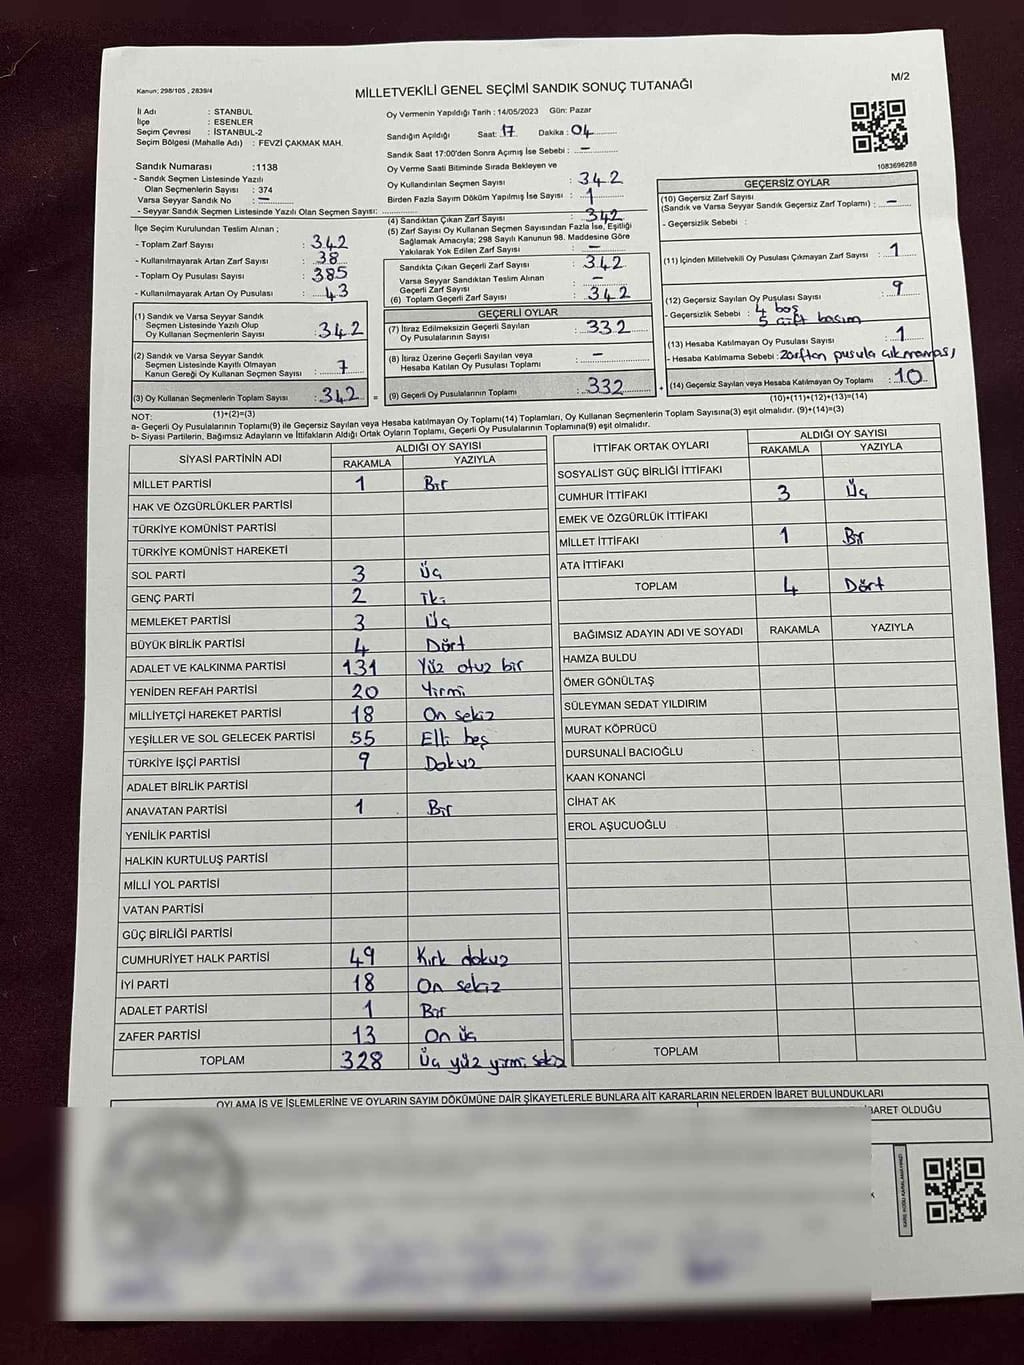 Kanun: 298/105 , 2839/4
MİLLETVEKİLİ GENEL SEÇİMİ SANDIK SONUÇ TUTANAĞI
M/2
İl Adı : STANBUL
İlçe : ESENLER
Seçim Çevresi : İSTANBUL-2
Seçim Bölgesi (Mahalle Adı) : FEVZİ ÇAKMAK MAH.
Sandık Numarası :1138
- Sandık Seçmen Listesinde Yazılı
Olan Seçmenlerin Sayısı : 374
Varsa Seyyar Sandık No : —
- Seyyar Sandık Seçmen Listesinde Yazılı Olan Seçmen Sayısı:
Oy Vermenin Yapıldığı Tarih : 14/05/2023 Gün: Pazar
Sandığın Açıldığı Saat: 17 Dakika : 04
Sandık Saat 17:00'den Sonra Açımış İse Sebebi : —
Oy Verme Saati Bitiminde Sırada Bekleyen ve
Oy Kullandırılan Seçmen Sayısı : 342
Birden Fazla Sayım Döküm Yapılmış İse Sayısı : 1
1083696288
İlçe Seçim Kurulundan Teslim Alınan ;
- Toplam Zarf Sayısı : 342
- Kullanılmayarak Artan Zarf Sayısı : 38
- Toplam Oy Pusulası Sayısı : 385
- Kullanılmayarak Artan Oy Pusulası : 43
(1) Sandık ve Varsa Seyyar Sandık
Seçmen Listesinde Yazılı Olup
Oy Kullanan Seçmenlerin Sayısı : 342
(2) Sandık ve Varsa Seyyar Sandık
Seçmen Listesinde Kayıtlı Olmayan
Kanun Gereği Oy Kullanan Seçmen Sayısı : 7
(3) Oy Kullanan Seçmenlerin Toplam Sayısı : 342 =
(1)+(2)=(3)
(4) Sandıktan Çıkan Zarf Sayısı : 342
(5) Zarf Sayısı Oy Kullanan Seçmen Sayısından Fazla İse, Eşitliği
Sağlamak Amacıyla; 298 Sayılı Kanunun 98. Maddesine Göre
Yakılarak Yok Edilen Zarf Sayısı : —
Sandıkta Çıkan Geçerli Zarf Sayısı : 342
Varsa Seyyar Sandıktan Teslim Alınan
Geçerli Zarf Sayısı : —
(6) Toplam Geçerli Zarf Sayısı : 342
GEÇERLİ OYLAR
(7) İtiraz Edilmeksizin Geçerli Sayılan
Oy Pusulasının Sayısı : 332
(8) İtiraz Üzerine Geçerli Sayılan veya
Hesaba Katılan Oy Pusulası Toplamı : —
(9) Geçerli Oy Pusulalarının Toplamı : 332 +
GEÇERSİZ OYLAR
(10) Geçersiz Zarf Sayısı
(Sandık ve Varsa Seyyar Sandık Geçersiz Zarf Toplamı) : —
- Geçersizlik Sebebi :
(11) İçinden Milletvekili Oy Pusulası Çıkmayan Zarf Sayısı : 1
(12) Geçersiz Sayılan Oy Pusulası Sayısı : 9
- Geçersizlik Sebebi : 4 boş
5 çift basım
(13) Hesaba Katılmayan Oy Pusulası Sayısı : 1
- Hesaba Katılmama Sebebi : Zarftan pusula çıkmaması
(14) Geçersiz Sayılan veya Hesaba Katılmayan Oy Toplamı : 10
(10)+(11)+(12)+(13)=(14)
NOT:
a- Geçerli Oy Pusulalarının Toplamı(9) ile Geçersiz Sayılan veya Hesaba katılmayan Oy Toplamı(14) Toplamları, Oy Kullanan Seçmenlerin Toplam Sayısına(3) eşit olmalıdır. (9)+(14)=(3)
b- Siyasi Partilerin, Bağımsız Adayların ve İttifakların Aldığı Ortak Oyların Toplamı, Geçerli Oy Pusulalarının Toplamına(9) eşit olmalıdır.
SİYASİ PARTİNİN ADI ALDIĞI OY SAYISI
RAKAMLA YAZIYLA
MİLLET PARTİSİ 1 Bir
HAK VE ÖZGÜRLÜKLER PARTİSİ
TÜRKİYE KOMÜNİST PARTİSİ
TÜRKİYE KOMÜNİST HAREKETİ
SOL PARTİ 3 Üç
GENÇ PARTİ 2 İki
MEMLEKET PARTİSİ 3 Üç
BÜYÜK BİRLİK PARTİSİ 4 Dört
ADALET VE KALKINMA PARTİSİ 131 Yüz otuz bir
YENİDEN REFAH PARTİSİ 20 Yirmi
MİLLİYETÇİ HAREKET PARTİSİ 18 On sekiz
YEŞİLLER VE SOL GELECEK PARTİSİ 55 Elli beş
TÜRKİYE İŞÇİ PARTİSİ 9 Dokuz
ADALET BİRLİK PARTİSİ
ANAVATAN PARTİSİ 1 Bir
YENİLİK PARTİSİ
HALKIN KURTULUŞ PARTİSİ
MİLLİ YOL PARTİSİ
VATAN PARTİSİ
GÜÇ BİRLİĞİ PARTİSİ
CUMHURİYET HALK PARTİSİ 49 Kırk dokuz
İYİ PARTİ 18 On sekiz
ADALET PARTİSİ 1 Bir
ZAFER PARTİSİ 13 On üç
TOPLAM 328 Üç yüz yirmi sekiz
İTTİFAK ORTAK OYLARI ALDIĞI OY SAYISI
RAKAMLA YAZIYLA
SOSYALİST GÜÇ BİRLİĞİ İTTİFAKI
CUMHUR İTTİFAKI 3 Üç
EMEK VE ÖZGÜRLÜK İTTİFAKI
MİLLET İTTİFAKI 1 Bir
ATA İTTİFAKI
TOPLAM 4 Dört
BAĞIMSIZ ADAYIN ADI VE SOYADI RAKAMLA YAZIYLA
HAMZA BULDU
ÖMER GÖNÜLTAŞ
SÜLEYMAN SEDAT YILDIRIM
MURAT KÖPRÜCÜ
DURSUNALİ BACIOĞLU
KAAN KONANCİ
CİHAT AK
EROL AŞUCUOĞLU
TOPLAM
OYLAMA İŞ VE İŞLEMLERİNE VE OYLARIN SAYIM DÖKÜMÜNE DAİR ŞİKAYETLERLE BUNLARA AİT KARARLARIN NELERDEN İBARET BULUNDUKLARI
İBARET OLDUĞU